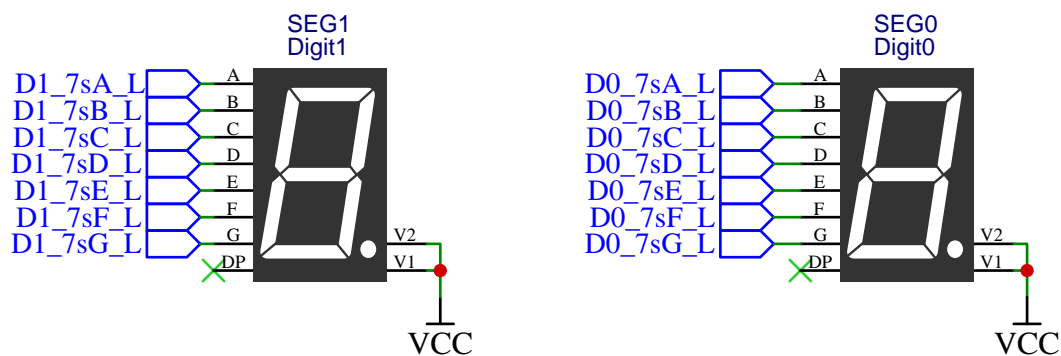 SEG1
Digit1
D1_7sA_L A
D1_7sB_L B
D1_7sC_L C
D1_7sD_L D
D1_7sE_L E
D1_7sF_L F
D1_7sG_L G
DP
V2
V1
VCC
SEG0
Digit0
D0_7sA_L A
D0_7sB_L B
D0_7sC_L C
D0_7sD_L D
D0_7sE_L E
D0_7sF_L F
D0_7sG_L G
DP
V2
V1
VCC